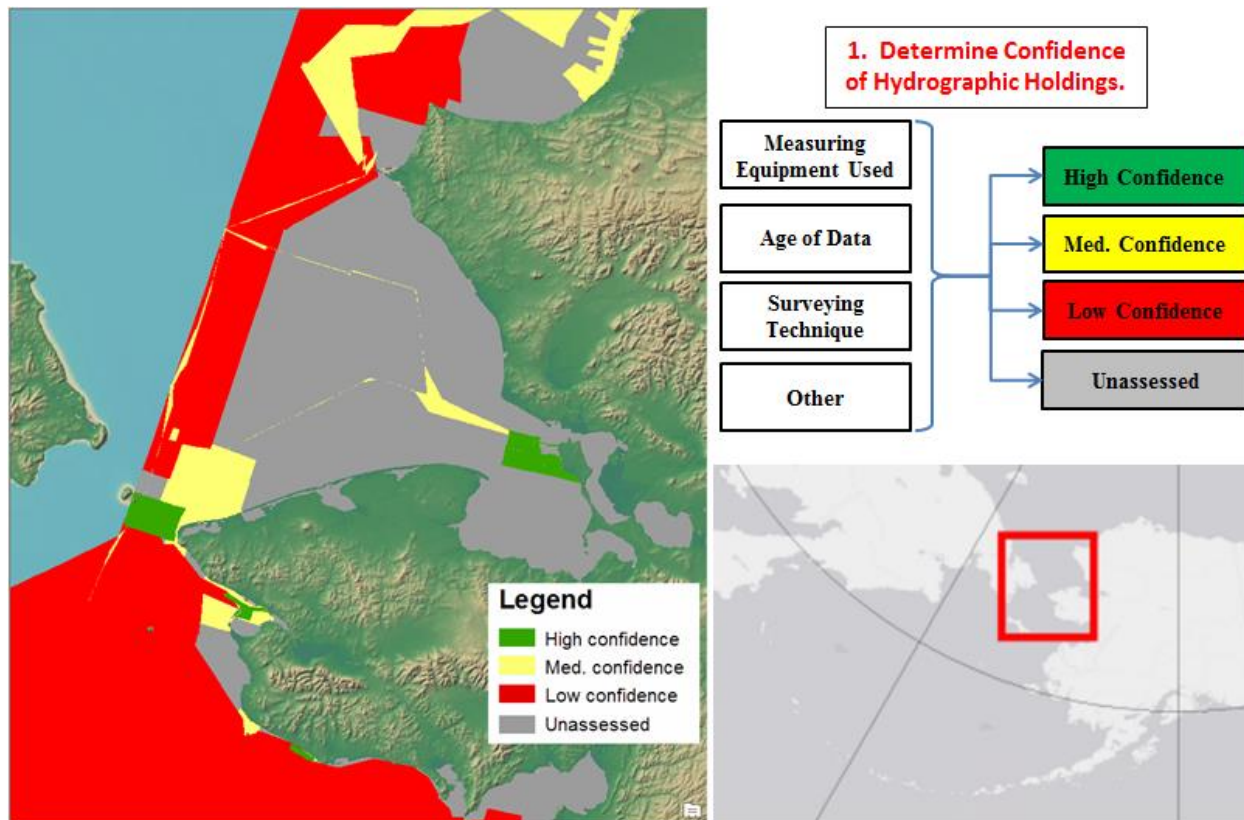 1. Determine Confidence
of Hydrographic Holdings.
Measuring
Equipment Used
Age of Data
Surveying
Technique
Other
High Confidence
Med. Confidence
Low Confidence
Unassessed
Legend
High confidence
Med. confidence
Low confidence
Unassessed